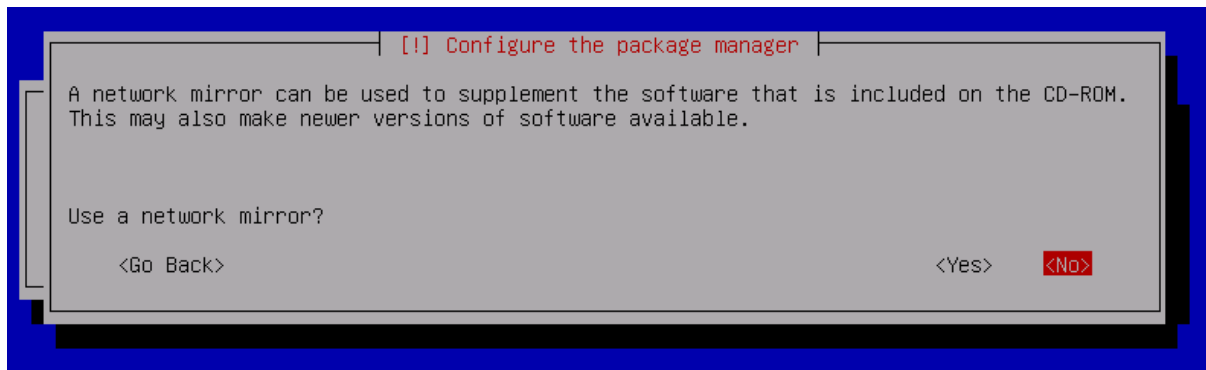 [!] Configure the package manager
A network mirror can be used to supplement the software that is included on the CD-ROM.
This may also make newer versions of software available.
Use a network mirror?
<Go Back> <Yes> <No>